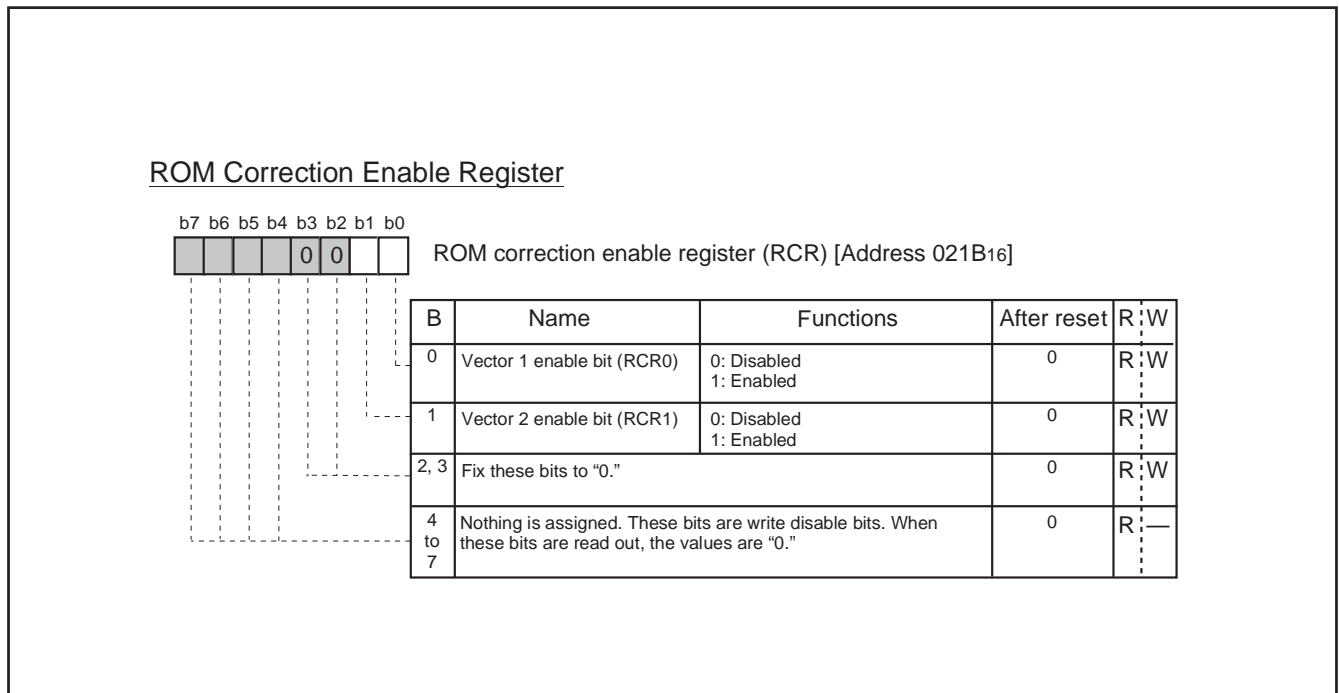 ROM Correction Enable Register
b7 b6 b5 b4 b3 b2 b1 b0
0 0
ROM correction enable register (RCR) [Address 021B16]
B Name Functions After reset R W
0 Vector 1 enable bit (RCR0) 0: Disabled 0 R W
1: Enabled
1 Vector 2 enable bit (RCR1) 0: Disabled 0 R W
1: Enabled
2, 3 Fix these bits to “0.” 0 R W
4 Nothing is assigned. These bits are write disable bits. When 0 R —
to these bits are read out, the values are “0.”
7